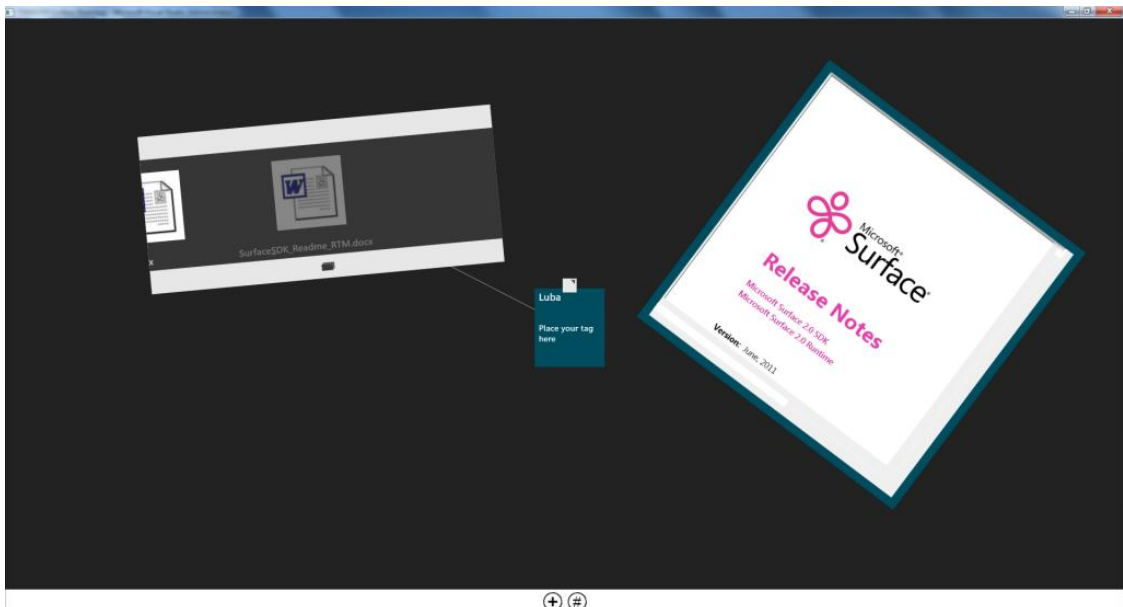 SurfaceSDK_Readme_RTM.docx
x
Luba
Place your tag
here
Microsoft®
Surface®
Release Notes
Microsoft Surface 2.0 SDK
Microsoft Surface 2.0 Runtime
Version: June, 2011